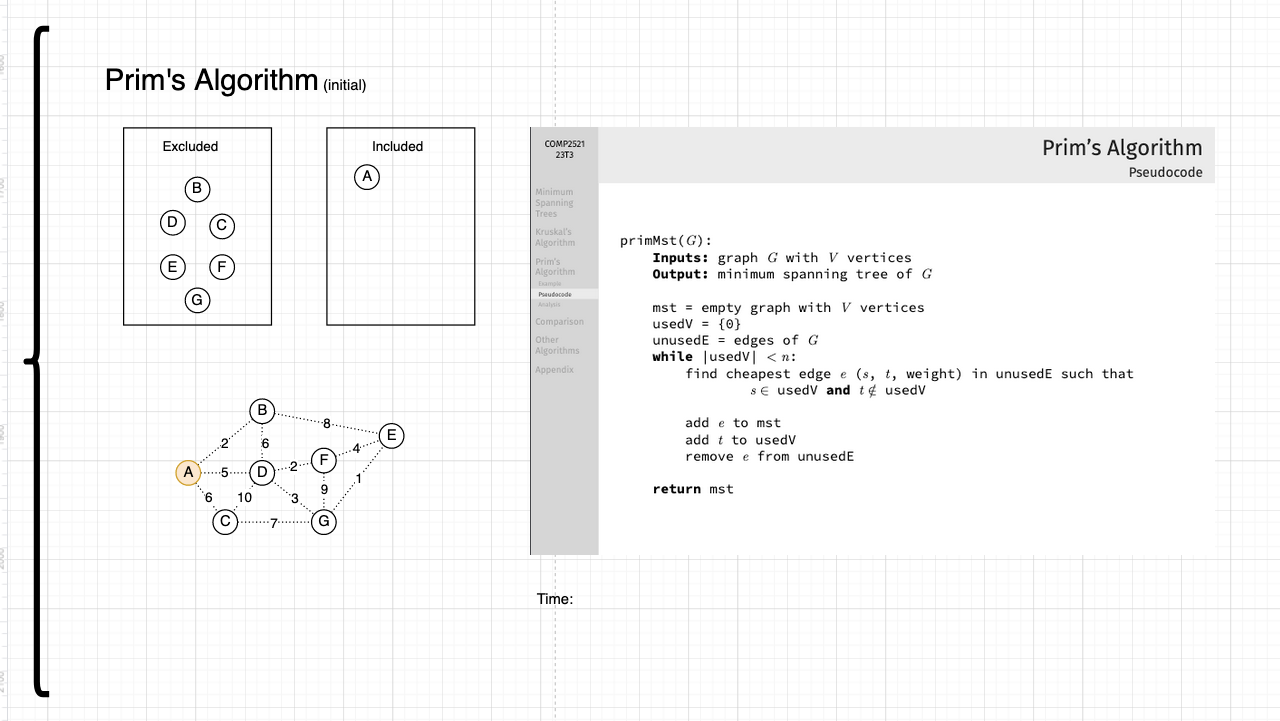 Prim's Algorithm (initial)
Excluded
B
D
C
E
F
G
Included
A
B
8
E
2
6
F
4
A
5
D
2
1
6
10
3
9
C
7
G
COMP2521
23T3
Minimum
Spanning
Trees
Kruskal's
Algorithm
Prim's
Algorithm
Example
Pseudocode
Analysis
Comparison
Other
Algorithms
Appendix
Prim's Algorithm
Pseudocode
primMst(G):
Inputs: graph G with V vertices
Output: minimum spanning tree of G
mst = empty graph with V vertices
usedV = {0}
unusedE = edges of G
while |usedV| < n:
find cheapest edge e (s, t, weight) in unusedE such that
s ∈ usedV and t ∉ usedV
add e to mst
add t to usedV
remove e from unusedE
return mst
Time: